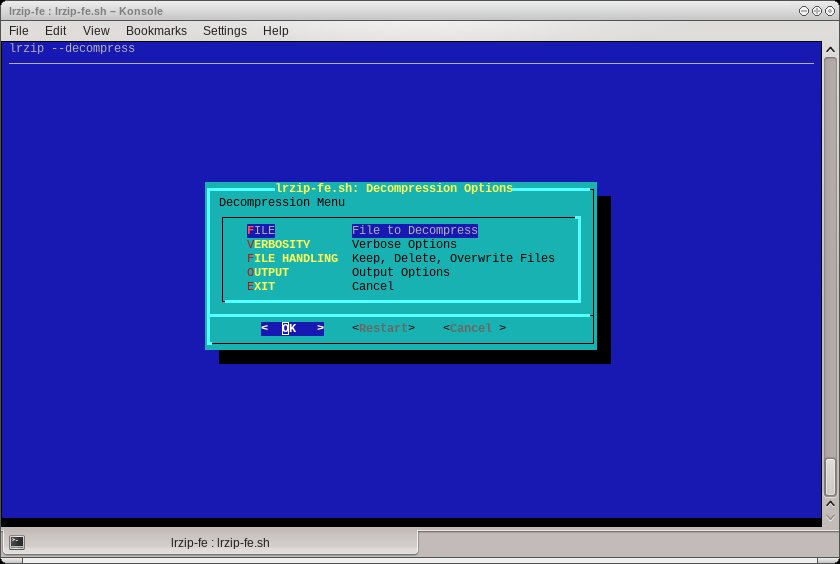 lrzip-fe : lrzip-fe.sh – Konsole
File Edit View Bookmarks Settings Help
lrzip --decompress
lrzip-fe.sh: Decompression Options
Decompression Menu
FILE File to Decompress
VERBOSITY Verbose Options
FILE HANDLING Keep, Delete, Overwrite Files
OUTPUT Output Options
EXIT Cancel
< OK > <Restart> <Cancel >
lrzip-fe : lrzip-fe.sh